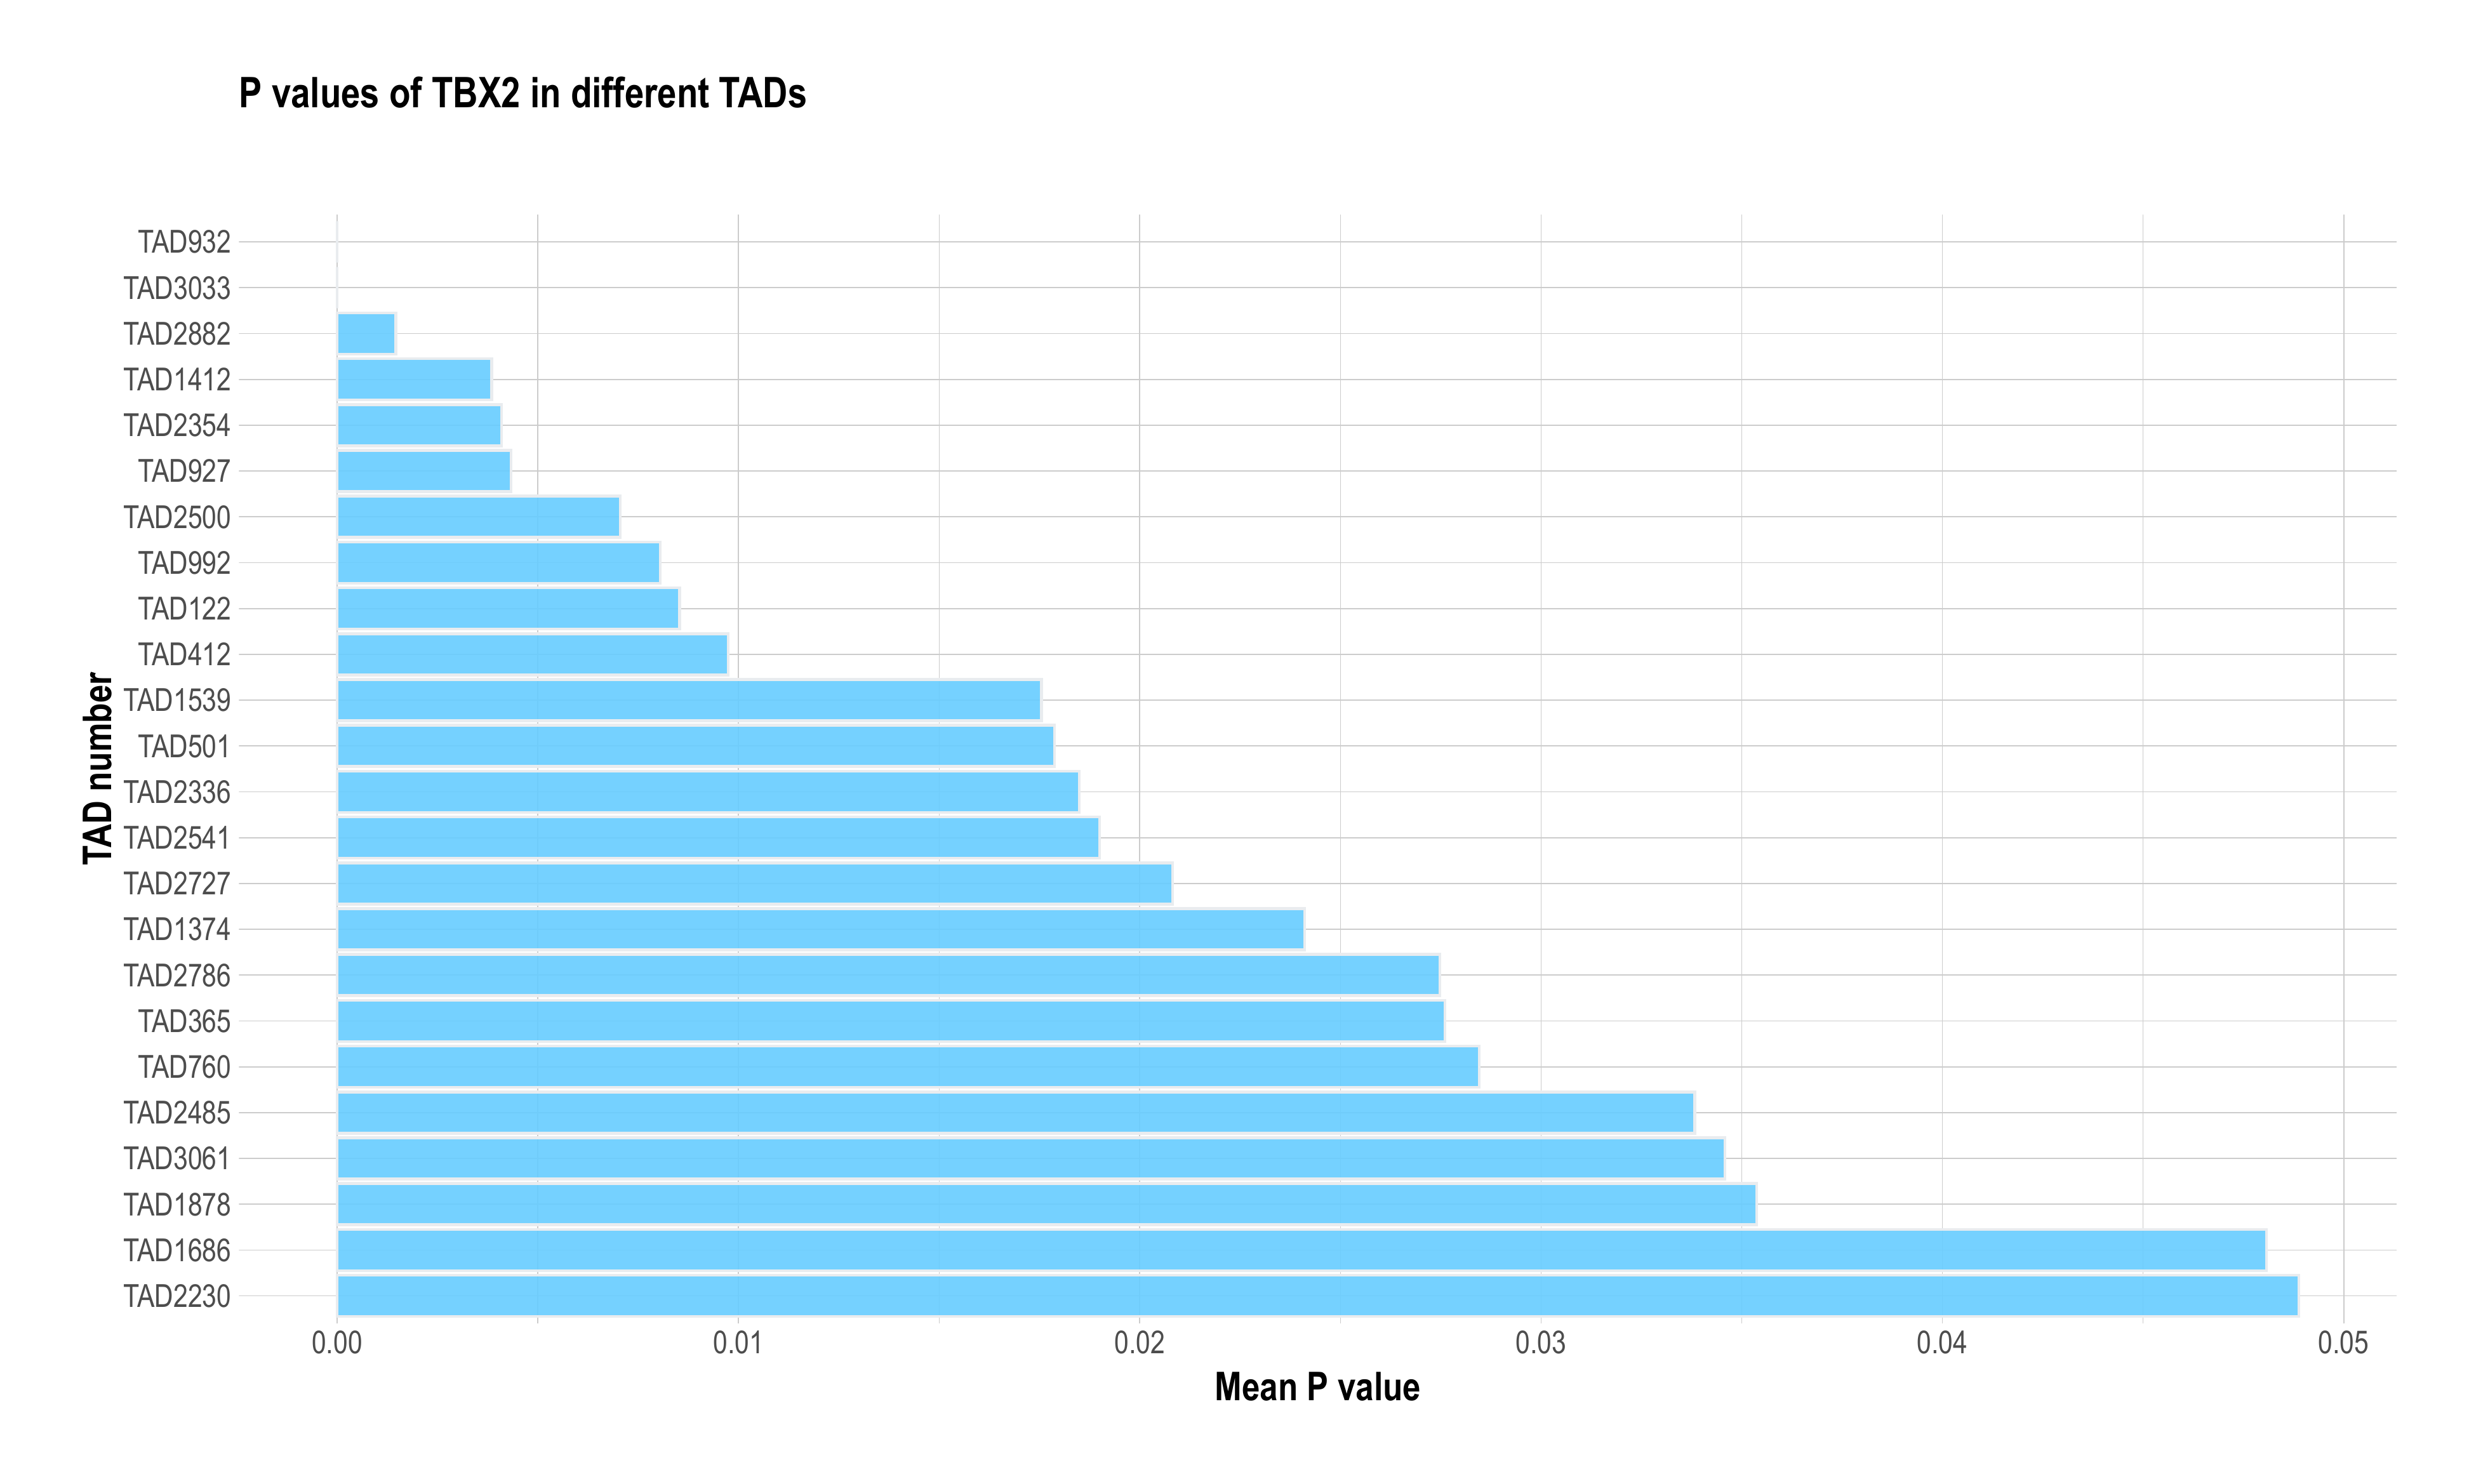 P values of TBX2 in different TADs
TAD932
TAD3033
TAD2882
TAD1412
TAD2354
TAD927
TAD2500
TAD992
TAD122
TAD412
TAD1539
TAD501
TAD2336
TAD2541
TAD2727
TAD1374
TAD2786
TAD365
TAD760
TAD2485
TAD3061
TAD1878
TAD1686
TAD2230
TAD number
0.00 0.01 0.02 0.03 0.04 0.05
Mean P value